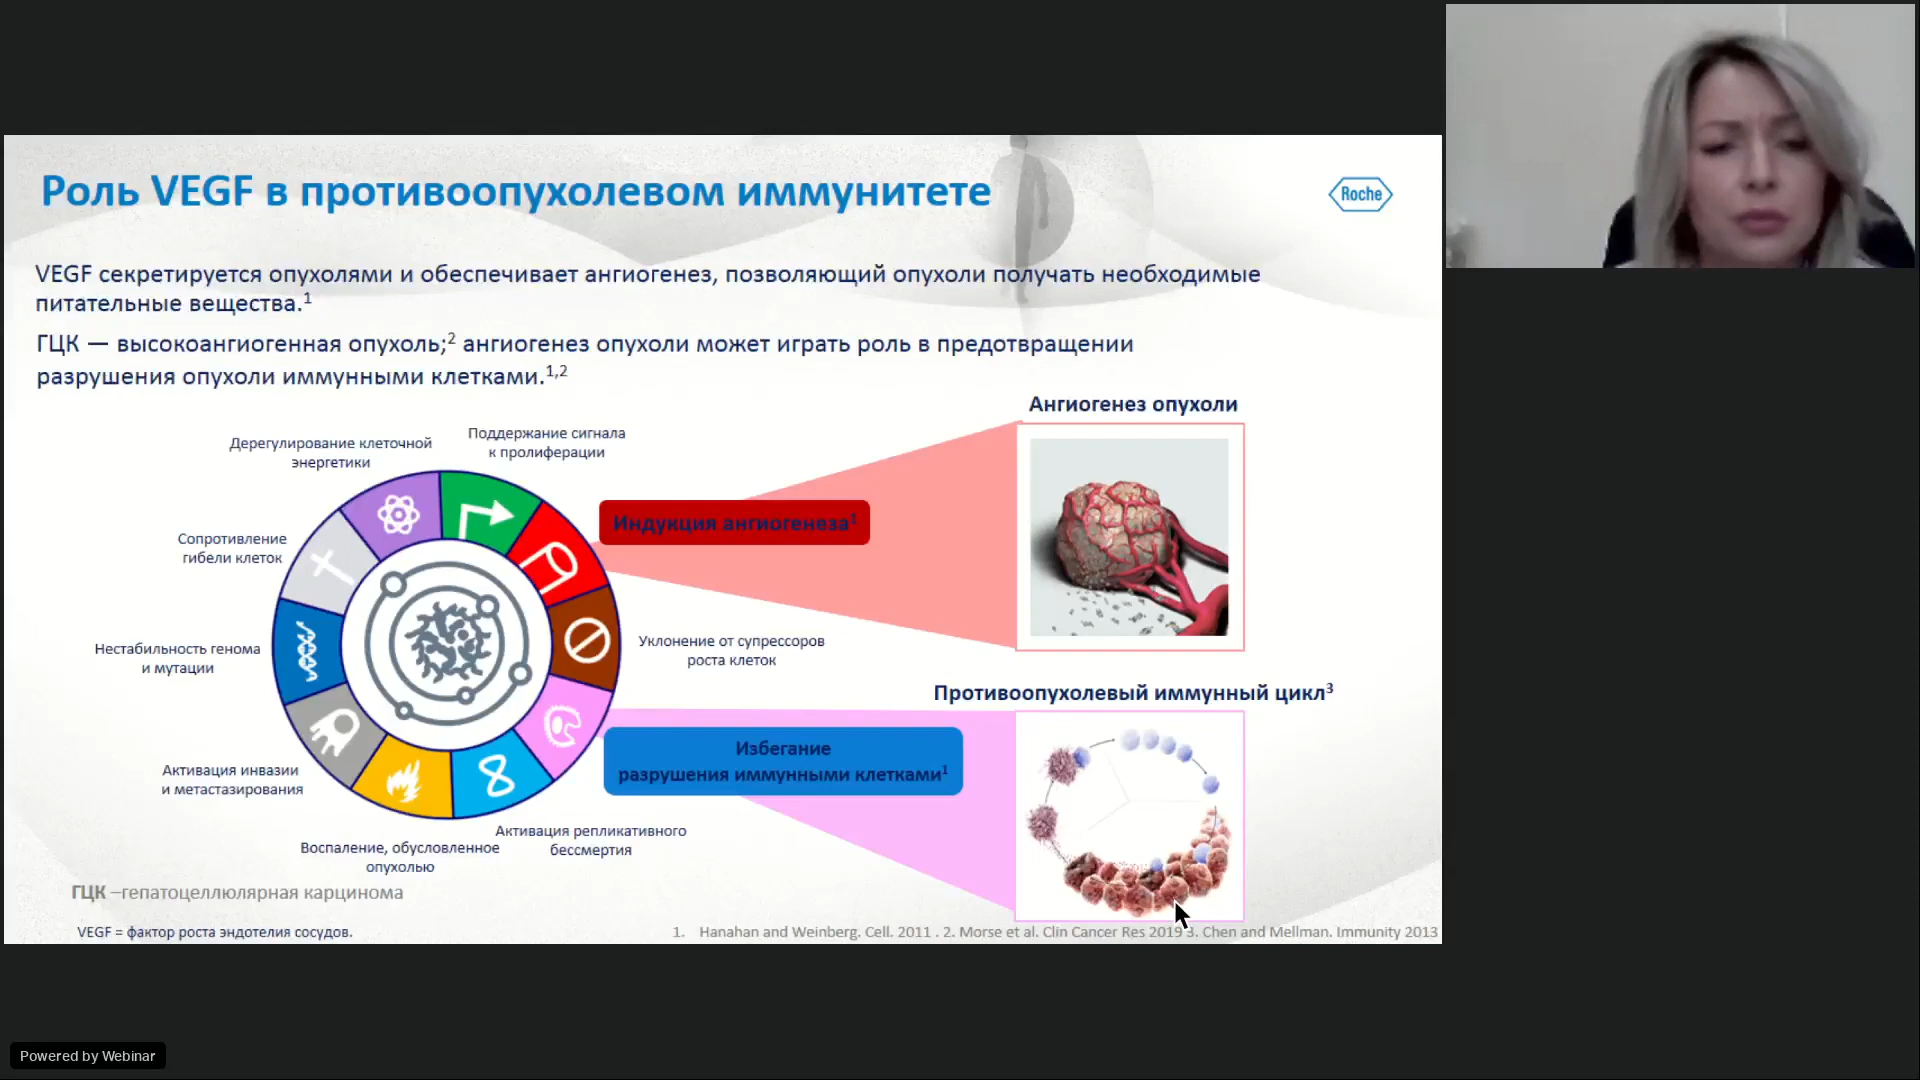 Роль VEGF в противоопухолевом иммунитете
Roche
VEGF секретируется опухолями и обеспечивает ангиогенез, позволяющий опухоли получать необходимые
питательные вещества.1
ГЦК — высокоангиогенная опухоль;2 ангиогенез опухоли может играть роль в предотвращении
разрушения опухоли иммунными клетками.1,2
Ангиогенез опухоли
Дерегулирование клеточной
энергетики
Поддержание сигнала
к пролиферации
Индукция ангиогенеза1
Сопротивление
гибели клеток
Уклонение от супрессоров
роста клеток
Нестабильность генома
и мутации
Противоопухолевый иммунный цикл3
Избегание
разрушения иммунными клетками1
Активация инвазии
и метастазирования
Активация репликативного
бессмертия
Воспаление, обусловленное
опухолью
ГЦК –гепатоцеллюлярная карцинома
VEGF = фактор роста эндотелия сосудов.
1. Hanahan and Weinberg. Cell. 2011 . 2. Morse et al. Clin Cancer Res 2019 3. Chen and Mellman. Immunity 2013
Powered by Webinar